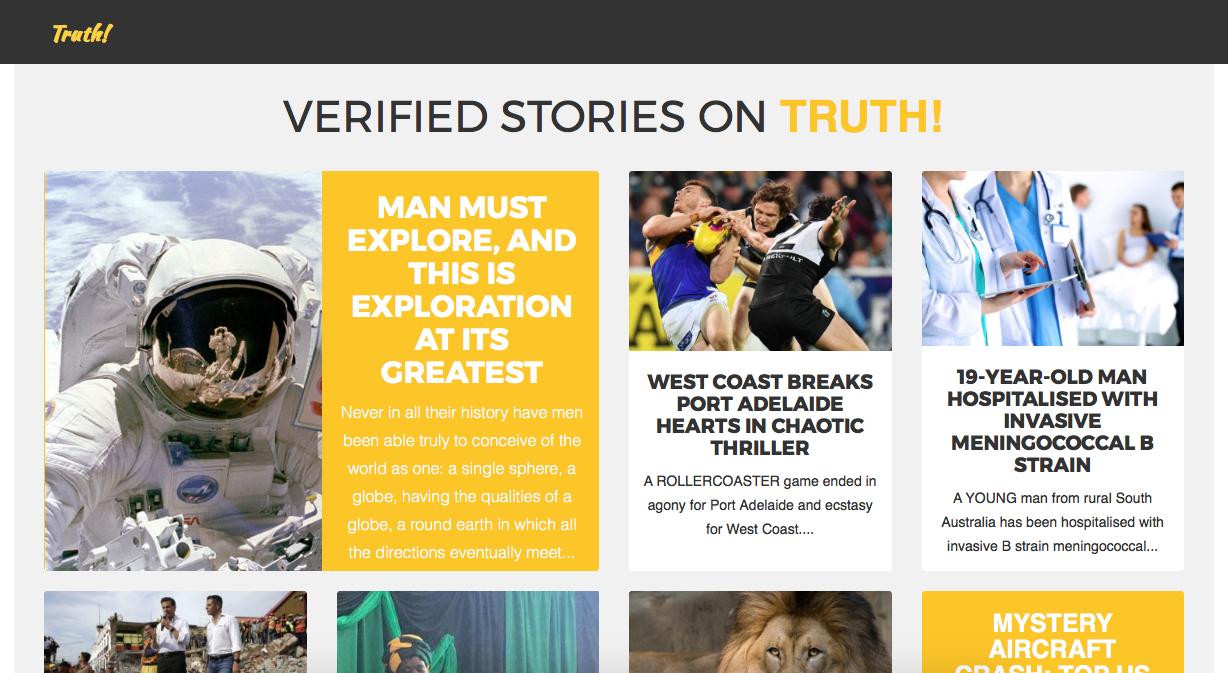 Truth!
VERIFIED STORIES ON TRUTH!
MAN MUST
EXPLORE, AND
THIS IS
EXPLORATION
AT ITS
GREATEST
Never in all their history have men
been able truly to conceive of the
world as one: a single sphere, a
globe, having the qualities of a
globe, a round earth in which all
the directions eventually meet...
WEST COAST BREAKS
PORT ADELAIDE
HEARTS IN CHAOTIC
THRILLER
A ROLLERCOASTER game ended in
agony for Port Adelaide and ecstasy
for West Coast....
19-YEAR-OLD MAN
HOSPITALISED WITH
INVASIVE
MENINGOCOCCAL B
STRAIN
A YOUNG man from rural South
Australia has been hospitalised with
invasive B strain meningococcal...
MYSTERY
AIRCRAFT
CRASH: TOP US